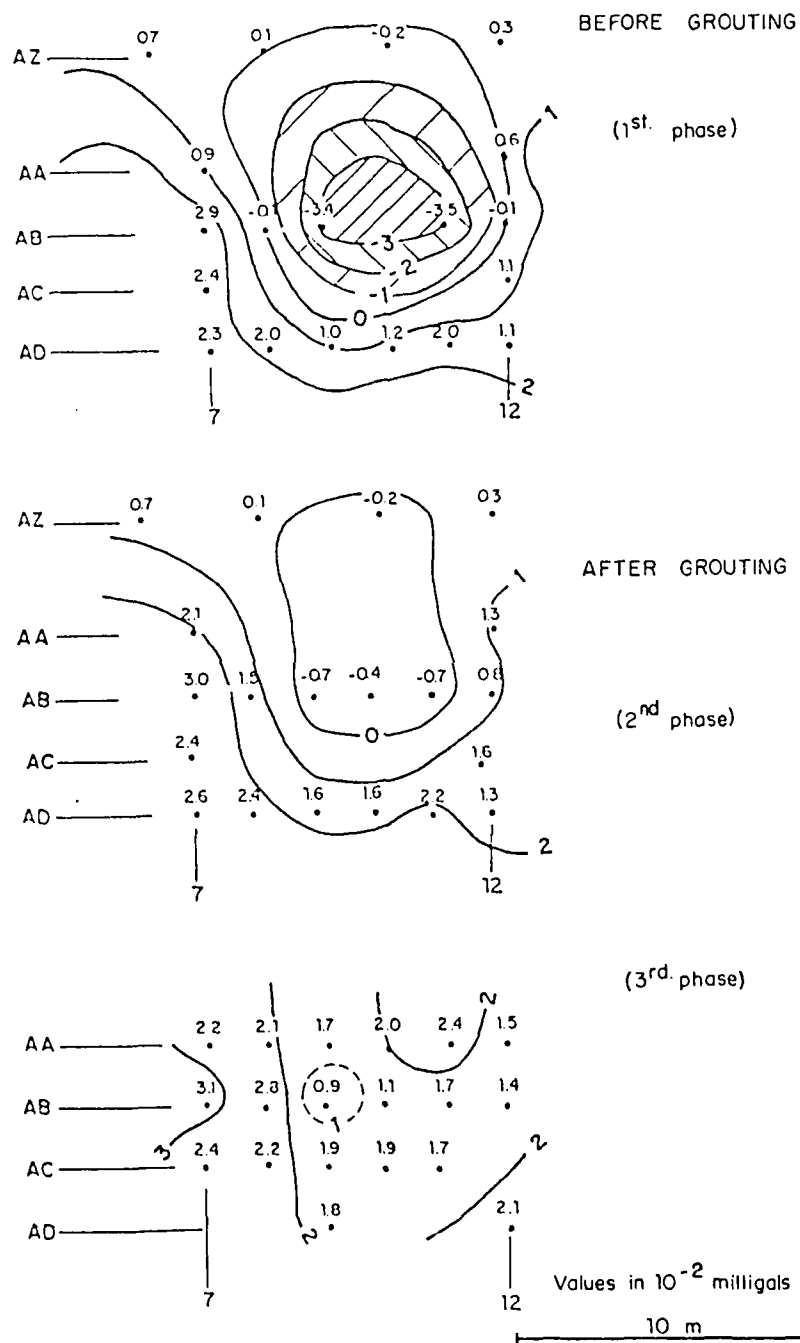 BEFORE GROUTING
0.7 0.1 -0.2 0.3
AZ
(1st. phase)
1
0.9 0.6
AA
2.9 -0.1 -3.4 -3.5 -0.1
AB
-3
-2
2.4 -1 1.1
AC
0
2.3 2.0 1.0 1.2 2.0 1.1
AD
2
7 12
0.7 0.1 -0.2 0.3
AZ
AFTER GROUTING
1
2.1 1.3
AA
3.0 1.5 -0.7 -0.4 -0.7 0.8
AB
(2nd phase)
0
2.4 1.6
AC
2.6 2.4 1.6 1.6 2.2 1.3
AD
2
7 12
(3rd. phase)
2
2.2 2.1 1.7 2.0 2.4 1.5
AA
3.1 2.8 0.9 1.1 1.7 1.4
AB
1
3 2
2.4 2.2 1.9 1.9 1.7
AC
1.8 2.1
AD
2
7 12
Values in 10-2 milligals
10 m